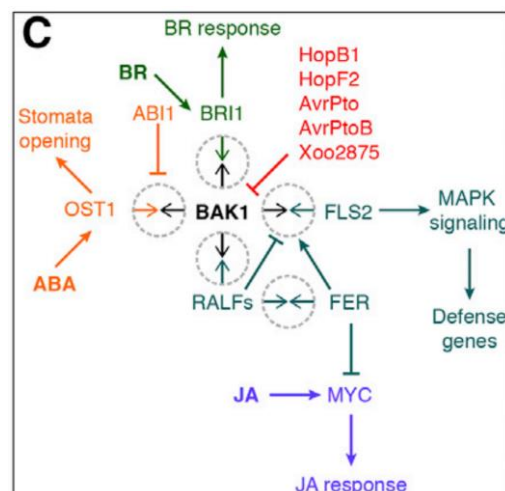 C
BR response
BR
ABI1
BRI1
HopB1
HopF2
AvrPto
AvrPtoB
Xoo2875
Stomata
opening
OST1
BAK1
FLS2
MAPK
signaling
ABA
RALFs
FER
Defense
genes
JA
MYC
JA response